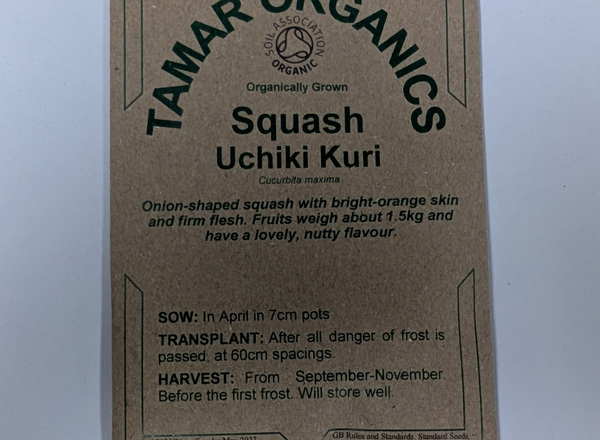 TAMAR ORGANICS
SOIL ASSOCIATION
ORGANIC
Organically Grown
Squash
Uchiki Kuri
Cucurbita maxima
Onion-shaped squash with bright-orange skin
and firm flesh. Fruits weigh about 1.5kg and
have a lovely, nutty flavour.
SOW: In April in 7cm pots
TRANSPLANT: After all danger of frost is
passed, at 60cm spacings.
HARVEST: From September-November.
Before the first frost. Will store well.
GB Rules and Standards. Standard Seeds.